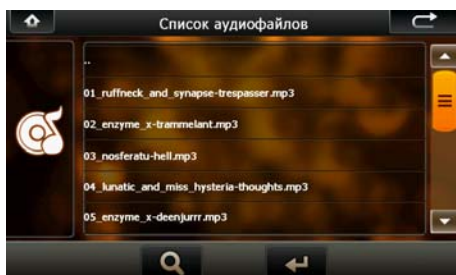 Список аудиофайлов
..
01_ruffneck_and_synapse-trespasser.mp3
02_enzyme_x-trammelant.mp3
03_nosferatu-hell.mp3
04_lunatic_and_miss_hysteria-thoughts.mp3
05_enzyme_x-deenjurrr.mp3